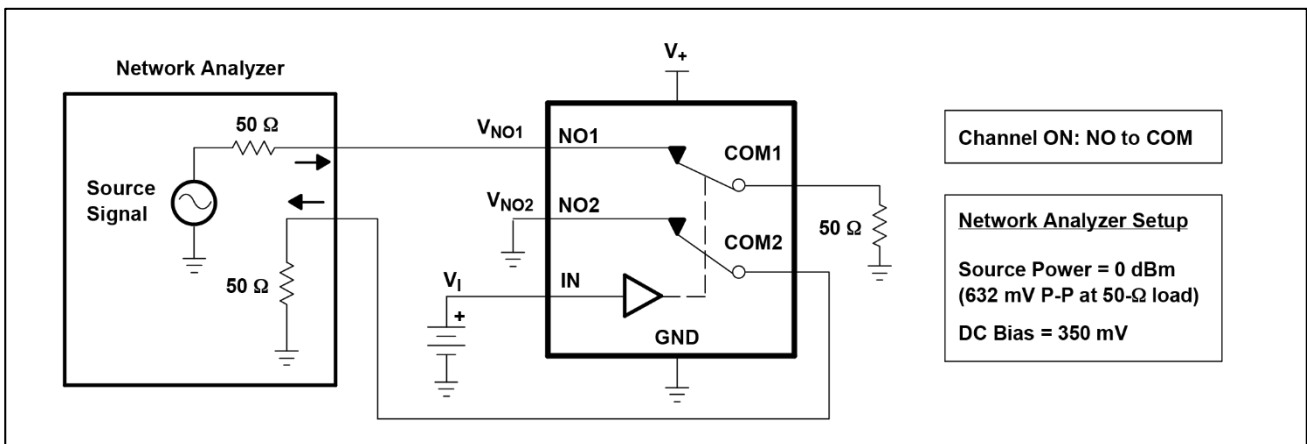 Network Analyzer
50 Ω
Source
Signal
50 Ω
V+
VNO1
NO1
COM1
VNO2
NO2
COM2
50 Ω
VI
IN
+
GND
Channel ON: NO to COM
Network Analyzer Setup
Source Power = 0 dBm
(632 mV P-P at 50-Ω load)
DC Bias = 350 mV